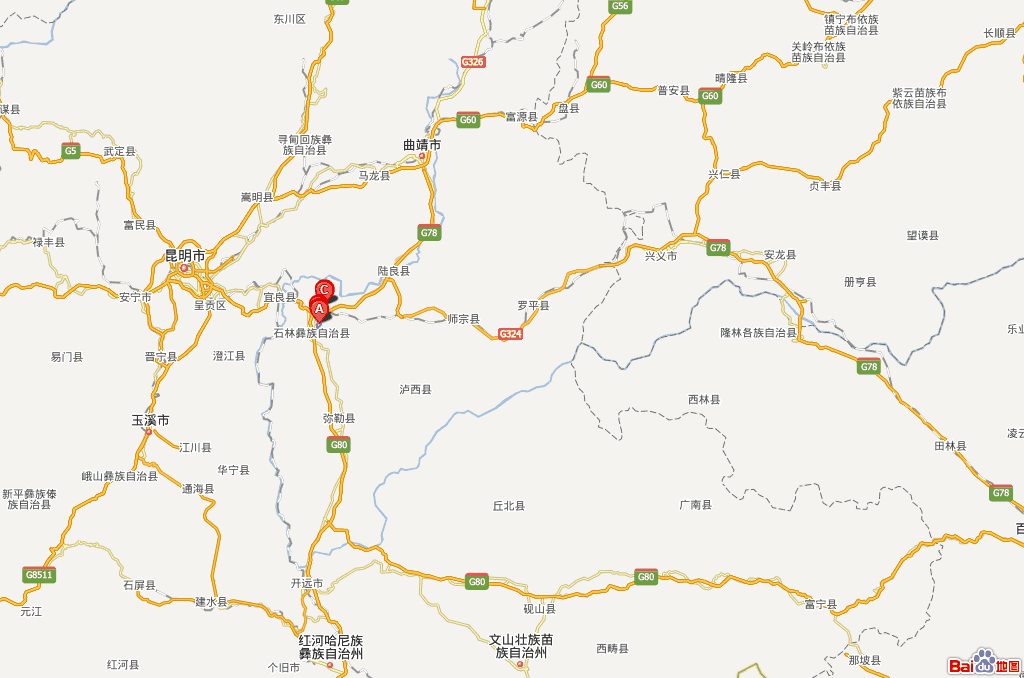 东川区
G56
镇宁布依族
苗族自治县
长顺县
关岭布依族
苗族自治县
G326
晴隆县
G60
普安县
G60
紫云苗族布
依族自治县
盘县
富源县
G60
寻甸回族彝
族自治县
曲靖市
G5
武定县
马龙县
兴仁县
贞丰县
嵩明县
富民县
G78
望谟县
禄丰县
G78
昆明市
兴义市
安龙县
陆良县
册亨县
安宁市
宜良县
C
呈贡区
A
罗平县
师宗县
石林彝族自治县
G324
隆林各族自治县
易门县
晋宁县
澄江县
G78
泸西县
西林县
玉溪市
弥勒县
江川县
G80
田林县
华宁县
峨山彝族自治县
通海县
新平彝族傣
族自治县
G78
丘北县
广南县
G8511
石屏县
开远市
G80
G80
建水县
元江
砚山县
富宁县
红河哈尼族
彝族自治州
文山壮族苗
族自治州
西畴县
红河县
个旧市
那坡县
Bai du 地图